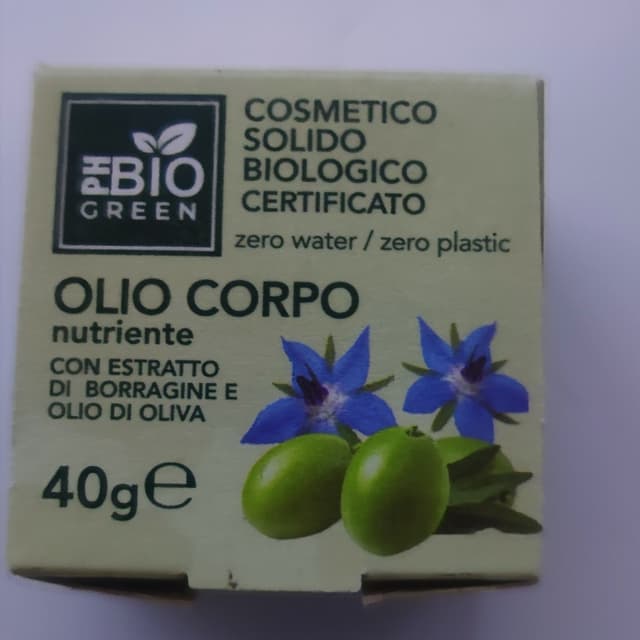 PH BIO
GREEN
COSMETICO
SOLIDO
BIOLOGICO
CERTIFICATO
zero water / zero plastic
OLIO CORPO
nutriente
CON ESTRATTO
DI BORRAGINE E
OLIO DI OLIVA
40g℮